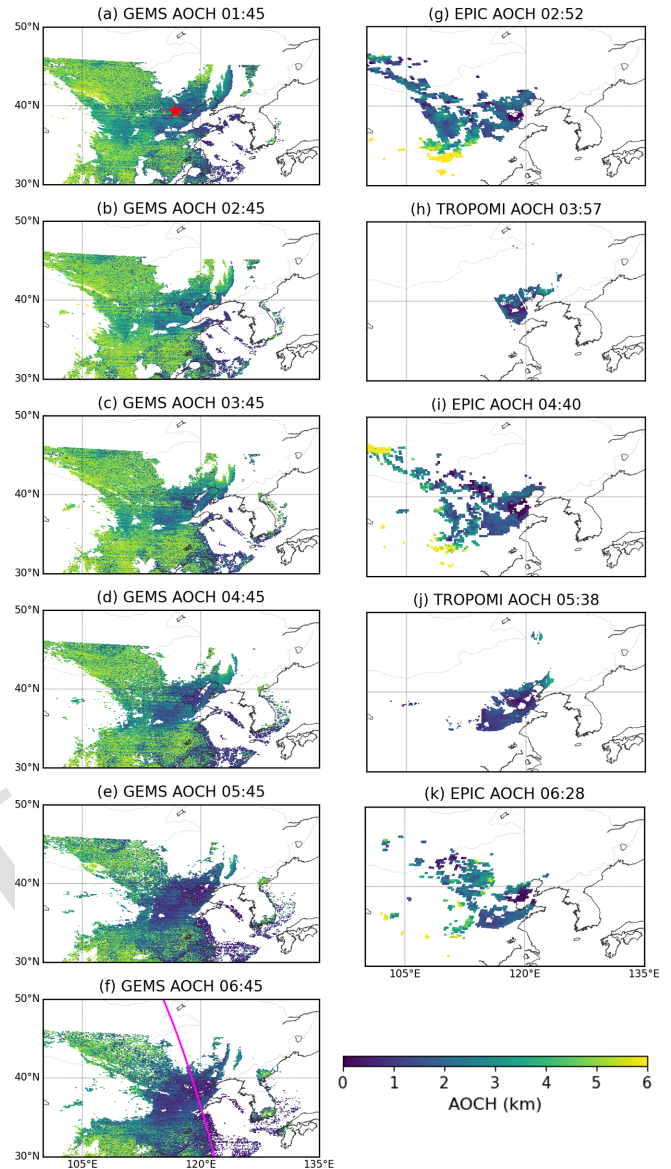 (a) GEMS AOCH 01:45
50°N
40°N
30°N
(b) GEMS AOCH 02:45
50°N
40°N
30°N
(c) GEMS AOCH 03:45
50°N
40°N
30°N
(d) GEMS AOCH 04:45
50°N
40°N
30°N
(e) GEMS AOCH 05:45
50°N
40°N
30°N
(f) GEMS AOCH 06:45
50°N
40°N
30°N
105°E 120°E 135°E
(g) EPIC AOCH 02:52
(h) TROPOMI AOCH 03:57
(i) EPIC AOCH 04:40
(j) TROPOMI AOCH 05:38
(k) EPIC AOCH 06:28
105°E 120°E 135°E
0 1 2 3 4 5 6
AOCH (km)